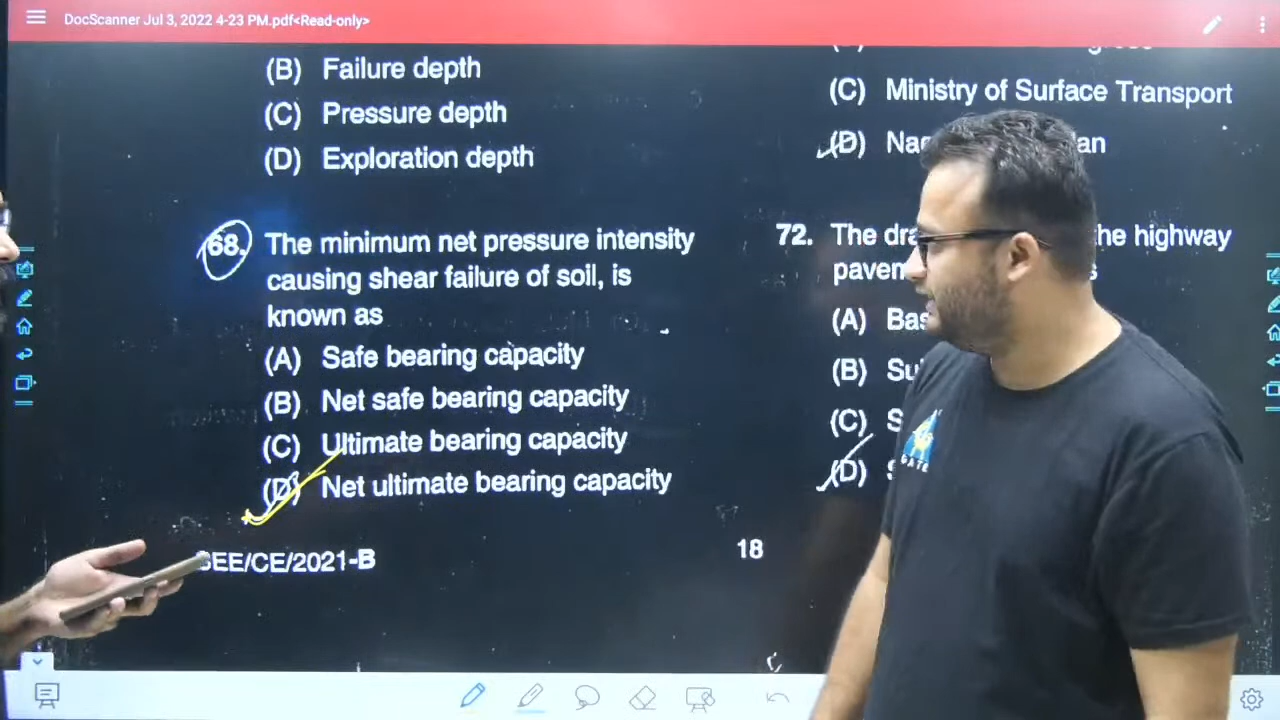 DocScanner Jul 3, 2022 4-23 PM.pdf<Read-only>
(B) Failure depth
(C) Pressure depth
(D) Exploration depth
68. The minimum net pressure intensity
causing shear failure of soil, is
known as
(A) Safe bearing capacity
(B) Net safe bearing capacity
(C) Ultimate bearing capacity
(D) Net ultimate bearing capacity
SEE/CE/2021-B
18
(C) Ministry of Surface Transport
(D)
72. The the highway
(A)
(B)
(C)
(D)
GATE